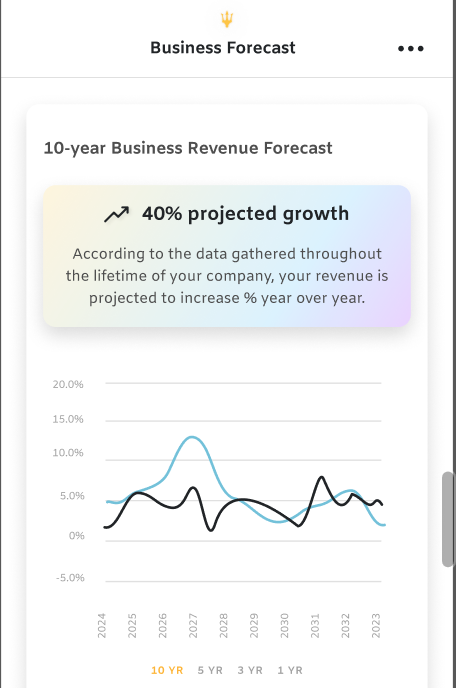 Business Forecast
10-year Business Revenue Forecast
40% projected growth
According to the data gathered throughout
the lifetime of your company, your revenue is
projected to increase % year over year.
20.0%
15.0%
10.0%
5.0%
0%
-5.0%
2024
2025
2026
2027
2028
2029
2030
2031
2032
2023
10 YR 5 YR 3 YR 1 YR